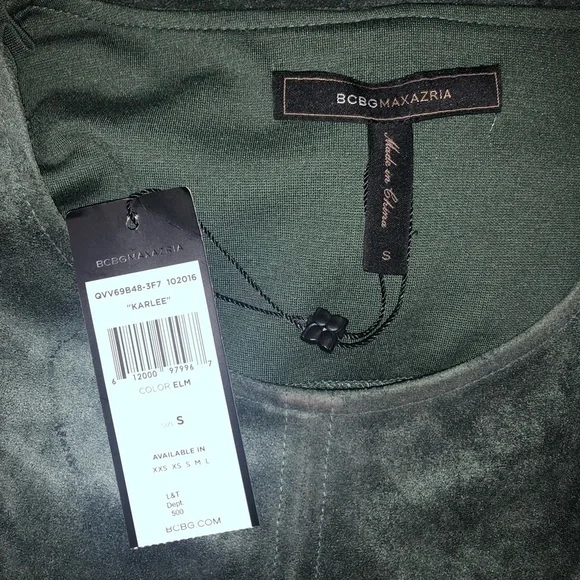 BCBGMAXAZRIA
Made in China
S
BCBGMAXAZRIA
QVV69B48-3F7 102016
"KARLEE"
6 12000 97996 7
COLOR ELM
SIZE S
AVAILABLE IN
XXS XS S M L
L&T
Dept.
500
BCBG.COM